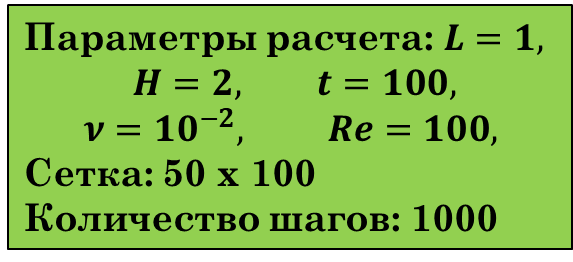 Параметры расчета: L = 1,
H = 2, t = 100,
ν = 10⁻², Re = 100,
Сетка: 50 x 100
Количество шагов: 1000